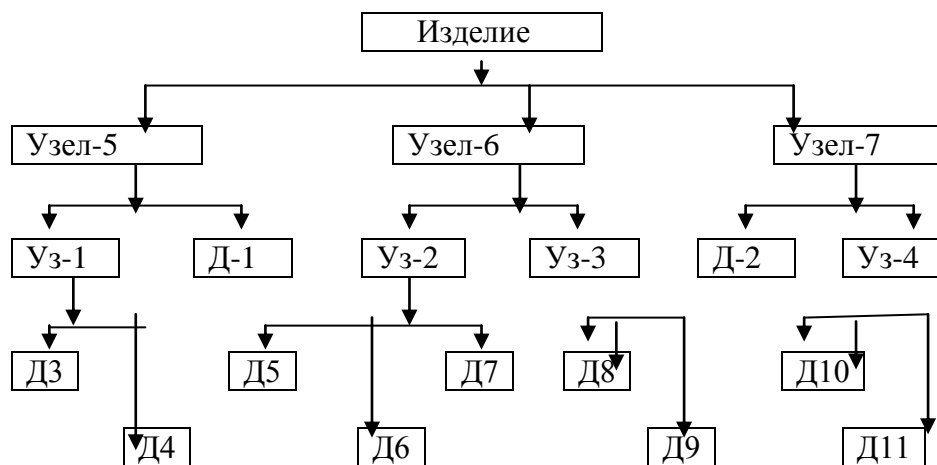 Изделие
Узел-5 Узел-6 Узел-7
Уз-1 Д-1 Уз-2 Уз-3 Д-2 Уз-4
Д3 Д5 Д7 Д8 Д10
Д4 Д6 Д9 Д11